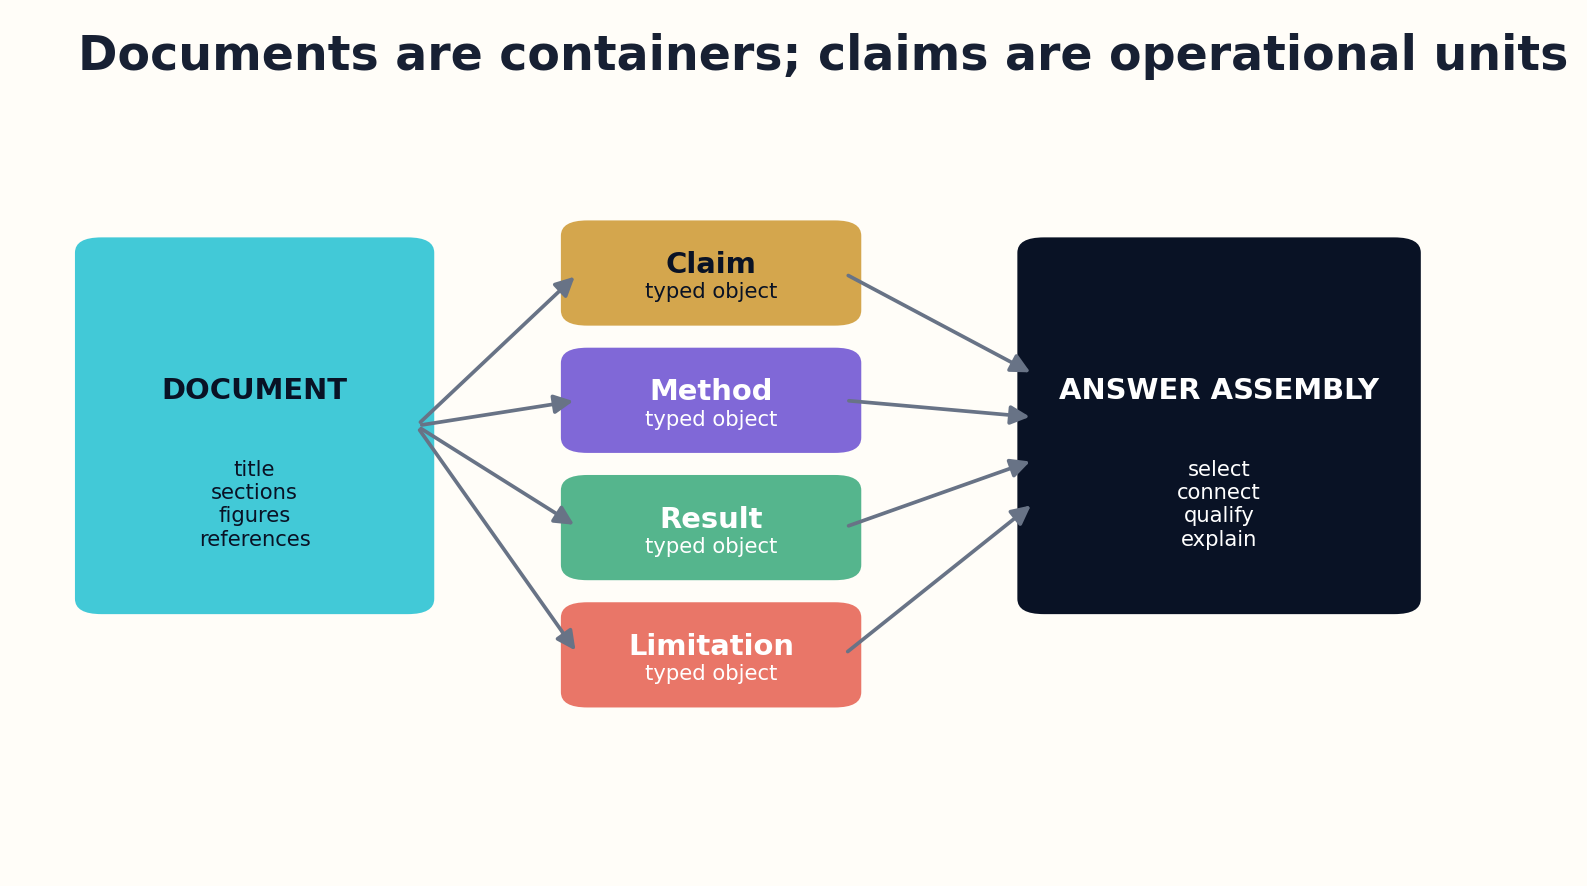 Documents are containers; claims are operational units
DOCUMENT
title
sections
figures
references
Claim
typed object
Method
typed object
Result
typed object
Limitation
typed object
ANSWER ASSEMBLY
select
connect
qualify
explain